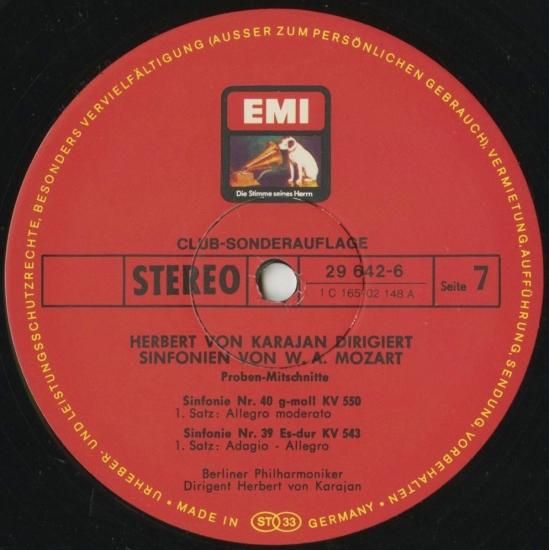 URHEBER- UND LEISTUNGSSCHUTZRECHTE, BESONDERS VERVIELFÄLTIGUNG (AUSSER ZUM PERSÖNLICHEN GEBRAUCH), VERMIETUNG, AUFFÜHRUNG, SENDUNG, VORBEHALTEN
EMI
Die Stimme seines Herrn
CLUB-SONDERAUFLAGE
STEREO
29 642-6
1 C 165-02 148 A
Seite 7
HERBERT VON KARAJAN DIRIGIERT
SINFONIEN VON W. A. MOZART
Proben-Mitschnitte
Sinfonie Nr. 40 g-moll KV 550
1. Satz: Allegro moderato
Sinfonie Nr. 39 Es-dur KV 543
1. Satz: Adagio - Allegro
Berliner Philharmoniker
Dirigent Herbert von Karajan
• MADE IN ST 33 GERMANY •